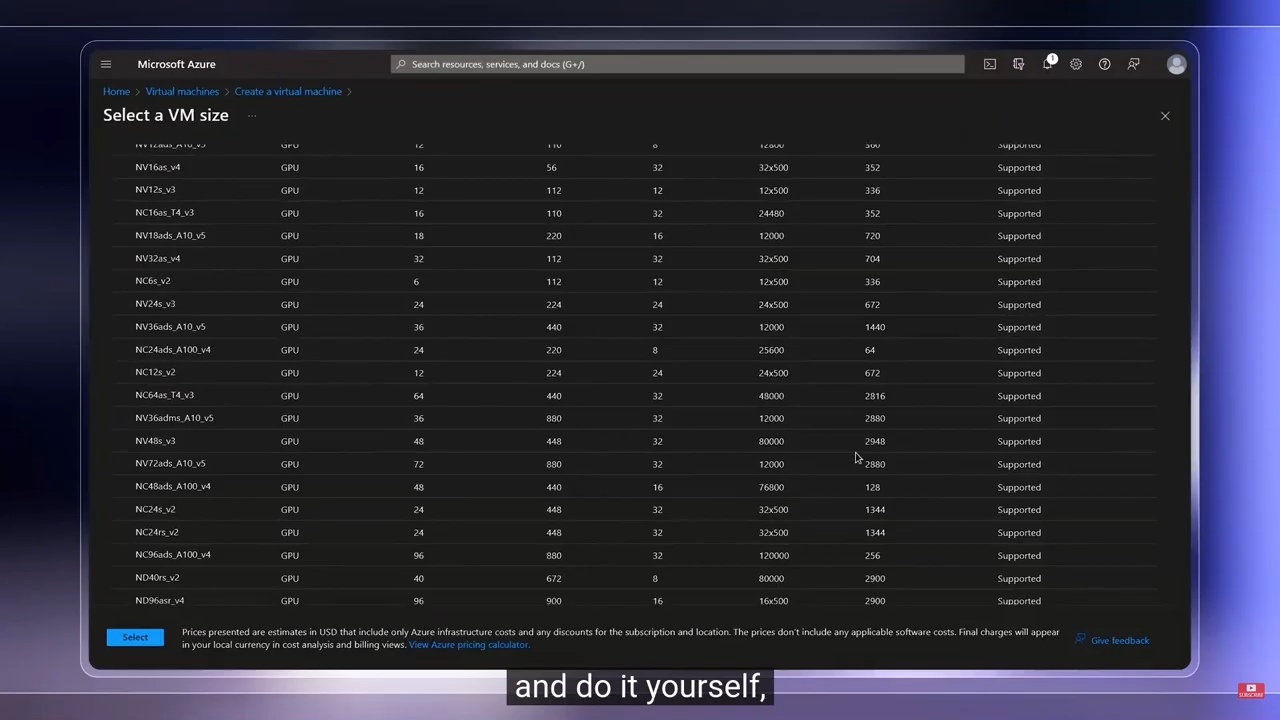 Microsoft Azure
Search resources, services, and docs (G+/)
1
Home > Virtual machines > Create a virtual machine >
Select a VM size ...
NV12ads_A10_v5 GPU 12 110 8 12800 360 Supported
NV16as_v4 GPU 16 56 32 32x500 352 Supported
NV12s_v3 GPU 12 112 12 12x500 336 Supported
NC16as_T4_v3 GPU 16 110 32 24480 352 Supported
NV18ads_A10_v5 GPU 18 220 16 12000 720 Supported
NV32as_v4 GPU 32 112 32 32x500 704 Supported
NC6s_v2 GPU 6 112 12 12x500 336 Supported
NV24s_v3 GPU 24 224 24 24x500 672 Supported
NV36ads_A10_v5 GPU 36 440 32 12000 1440 Supported
NC24ads_A100_v4 GPU 24 220 8 25600 64 Supported
NC12s_v2 GPU 12 224 24 24x500 672 Supported
NC64as_T4_v3 GPU 64 440 32 48000 2816 Supported
NV36adms_A10_v5 GPU 36 880 32 12000 2880 Supported
NV48s_v3 GPU 48 448 32 80000 2948 Supported
NV72ads_A10_v5 GPU 72 880 32 12000 2880 Supported
NC48ads_A100_v4 GPU 48 440 16 76800 128 Supported
NC24s_v2 GPU 24 448 32 32x500 1344 Supported
NC24rs_v2 GPU 24 448 32 32x500 1344 Supported
NC96ads_A100_v4 GPU 96 880 32 120000 256 Supported
ND40rs_v2 GPU 40 672 8 80000 2900 Supported
ND96asr_v4 GPU 96 900 16 16x500 2900 Supported
Select
Prices presented are estimates in USD that include only Azure infrastructure costs and any discounts for the subscription and location. The prices don't include any applicable software costs. Final charges will appear
in your local currency in cost analysis and billing views. View Azure pricing calculator.
Give feedback
and do it yourself,
SUBSCRIBE